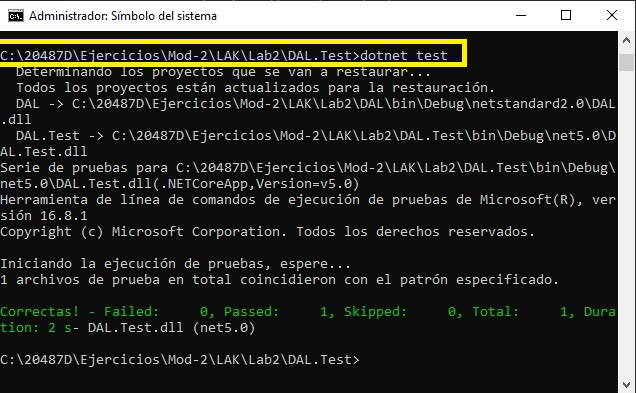 Administrador: Símbolo del sistema
C:\20487D\Ejercicios\Mod-2\LAK\Lab2\DAL.Test>dotnet test
Determinando los proyectos que se van a restaurar...
Todos los proyectos están actualizados para la restauración.
DAL -> C:\20487D\Ejercicios\Mod-2\LAK\Lab2\DAL\bin\Debug\netstandard2.0\DAL
.dll
DAL.Test -> C:\20487D\Ejercicios\Mod-2\LAK\Lab2\DAL.Test\bin\Debug\net5.0\D
AL.Test.dll
Serie de pruebas para C:\20487D\Ejercicios\Mod-2\LAK\Lab2\DAL.Test\bin\Debug\
net5.0\DAL.Test.dll(.NETCoreApp,Version=v5.0)
Herramienta de línea de comandos de ejecución de pruebas de Microsoft(R), ver
sión 16.8.1
Copyright (c) Microsoft Corporation. Todos los derechos reservados.
Iniciando la ejecución de pruebas, espere...
1 archivos de prueba en total coincidieron con el patrón especificado.
Correctas! - Failed:     0, Passed:     1, Skipped:     0, Total:     1, Dura
tion: 2 s- DAL.Test.dll (net5.0)
C:\20487D\Ejercicios\Mod-2\LAK\Lab2\DAL.Test>